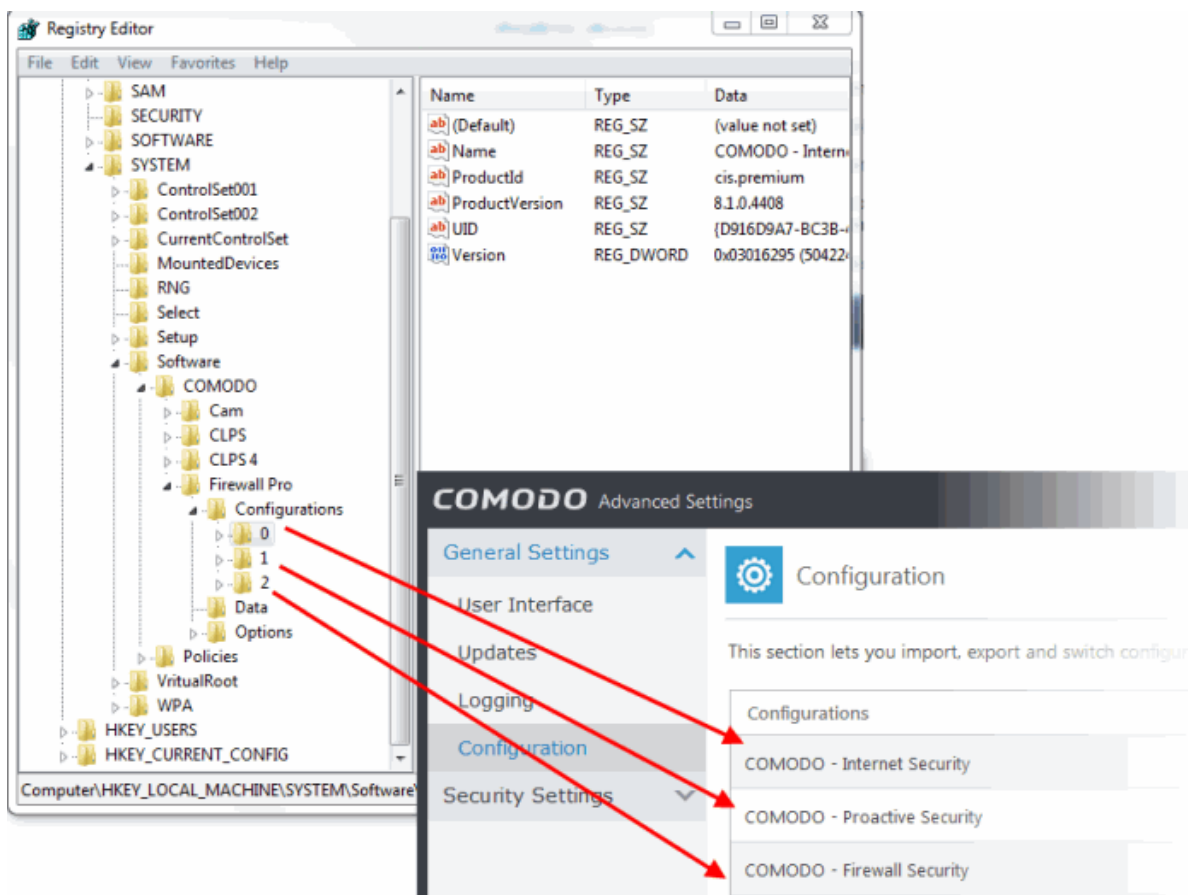 Registry Editor
File Edit View Favorites Help
SAM
SECURITY
SOFTWARE
SYSTEM
ControlSet001
ControlSet002
CurrentControlSet
MountedDevices
RNG
Select
Setup
Software
COMODO
Cam
CLPS
CLPS 4
Firewall Pro
Configurations
0
1
2
Data
Options
Policies
VritualRoot
WPA
HKEY_USERS
HKEY_CURRENT_CONFIG
Name Type Data
(Default) REG_SZ (value not set)
Name REG_SZ COMODO - Intern
ProductId REG_SZ cis.premium
ProductVersion REG_SZ 8.1.0.4408
UID REG_SZ {D916D9A7-BC3B-
Version REG_DWORD 0x03016295 (50422
Computer\HKEY_LOCAL_MACHINE\SYSTEM\Software\
COMODO Advanced Settings
General Settings
User Interface
Updates
Logging
Configuration
Security Settings
Configuration
This section lets you import, export and switch configur
Configurations
COMODO - Internet Security
COMODO - Proactive Security
COMODO - Firewall Security